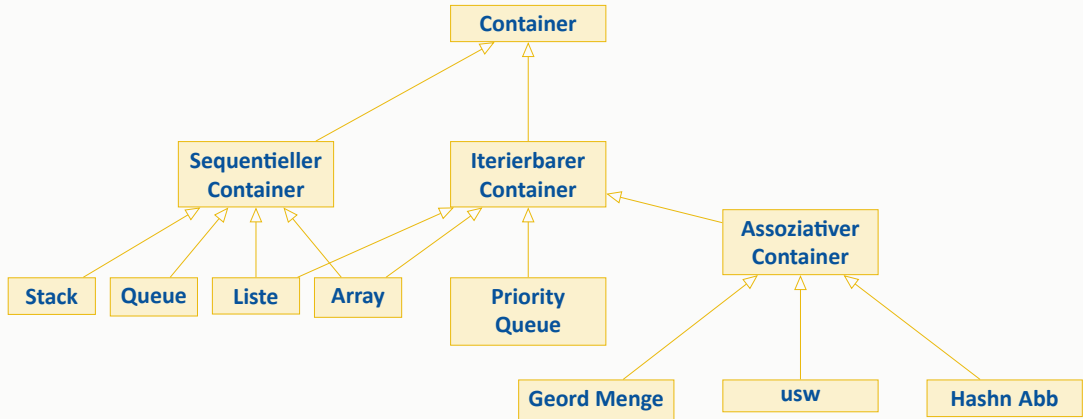 Container
Sequentieller
Container
Iterierbarer
Container
Assoziativer
Container
Stack
Queue
Liste
Array
Priority
Queue
Geord Menge
usw
Hashn Abb